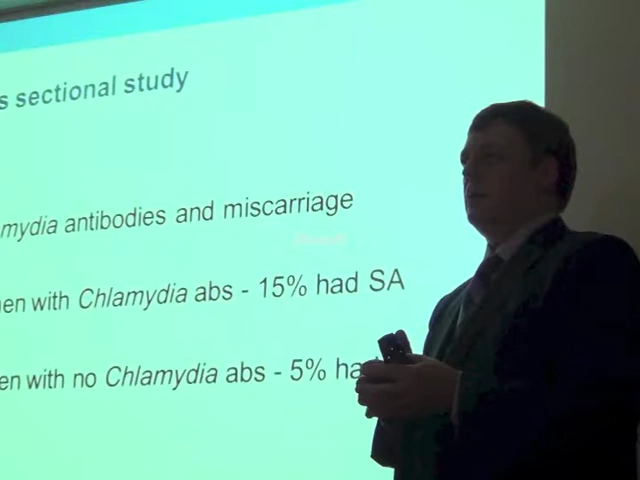 s sectional study
mydia antibodies and miscarriage
en with Chlamydia abs - 15% had SA
en with no Chlamydia abs - 5% ha